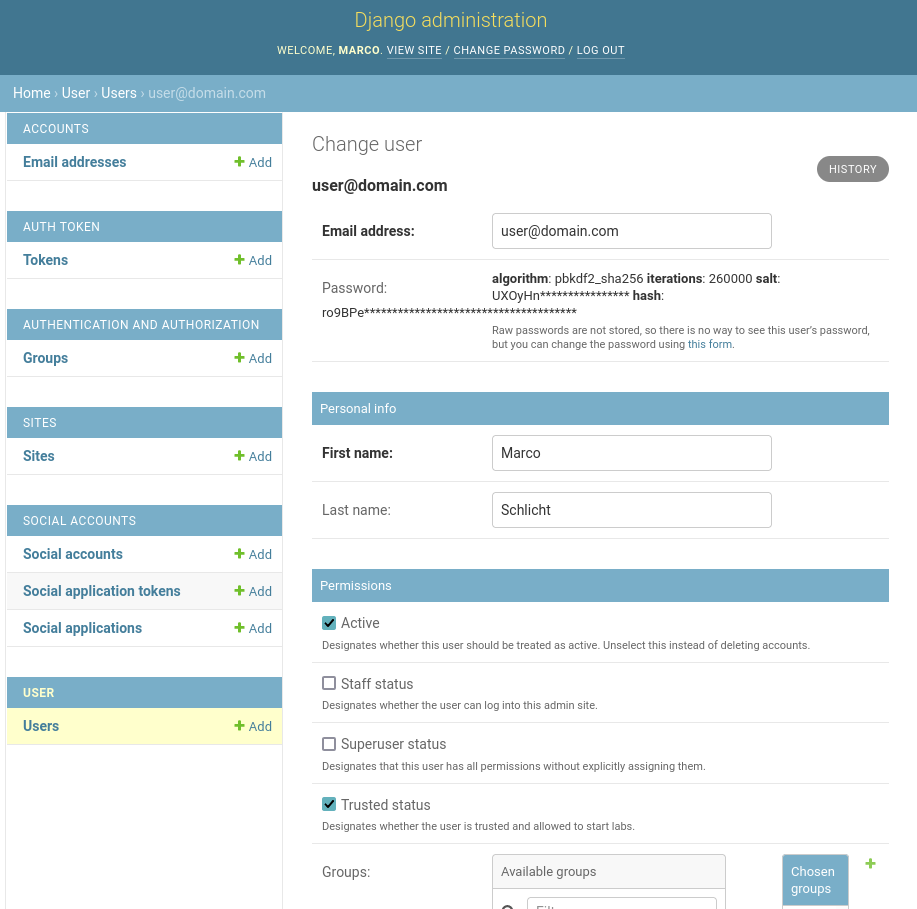 Django administration
WELCOME, MARCO. VIEW SITE / CHANGE PASSWORD / LOG OUT
Home › User › Users › user@domain.com
ACCOUNTS
Email addresses Add
AUTH TOKEN
Tokens Add
AUTHENTICATION AND AUTHORIZATION
Groups Add
SITES
Sites Add
SOCIAL ACCOUNTS
Social accounts Add
Social application tokens Add
Social applications Add
USER
Users Add
Change user
HISTORY
user@domain.com
Email address: user@domain.com
Password:
algorithm: pbkdf2_sha256 iterations: 260000 salt:
UXOyHn**************** hash:
ro9BPe**************************************
Raw passwords are not stored, so there is no way to see this user's password,
but you can change the password using this form.
Personal info
First name: Marco
Last name: Schlicht
Permissions
Active
Designates whether this user should be treated as active. Unselect this instead of deleting accounts.
Staff status
Designates whether the user can log into this admin site.
Superuser status
Designates that this user has all permissions without explicitly assigning them.
Trusted status
Designates whether the user is trusted and allowed to start labs.
Groups:
Available groups
Chosen
groups